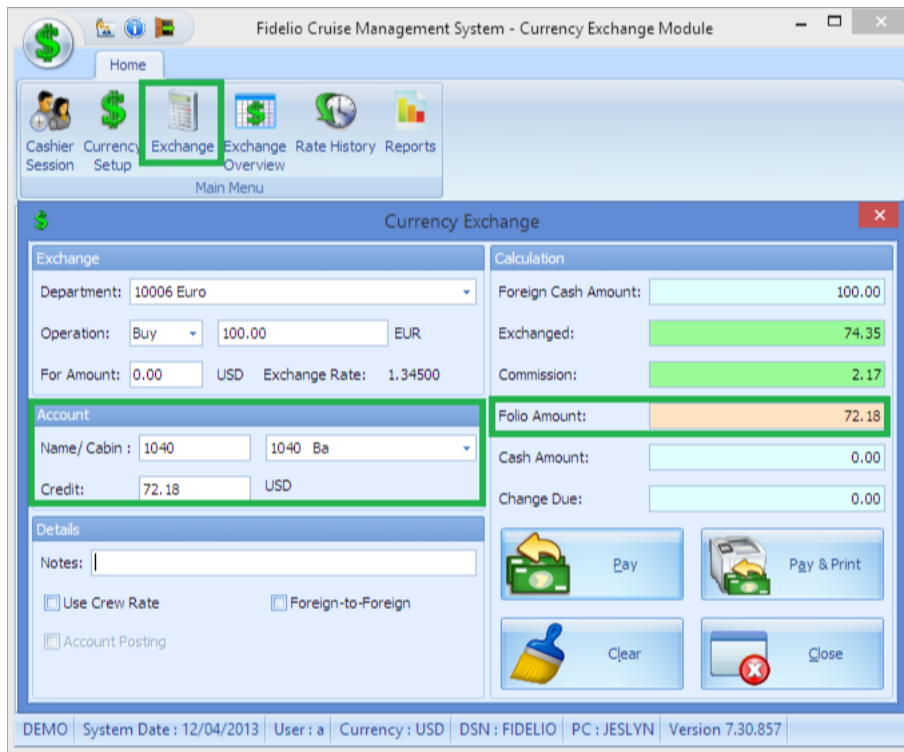 Fidelio Cruise Management System - Currency Exchange Module
Home
Cashier Session
Currency Setup
Exchange
Exchange Overview
Rate History
Reports
Main Menu
Currency Exchange
Exchange
Department: 10006 Euro
Operation: Buy 100.00 EUR
For Amount: 0.00 USD Exchange Rate: 1.34500
Account
Name/ Cabin : 1040 1040 Ba
Credit: 72.18 USD
Details
Notes:
Use Crew Rate Foreign-to-Foreign
Account Posting
Calculation
Foreign Cash Amount: 100.00
Exchanged: 74.35
Commission: 2.17
Folio Amount: 72.18
Cash Amount: 0.00
Change Due: 0.00
Pay Pay & Print
Clear Close
DEMO System Date : 12/04/2013 User : a Currency : USD DSN : FIDELIO PC : JESLYN Version 7.30.857